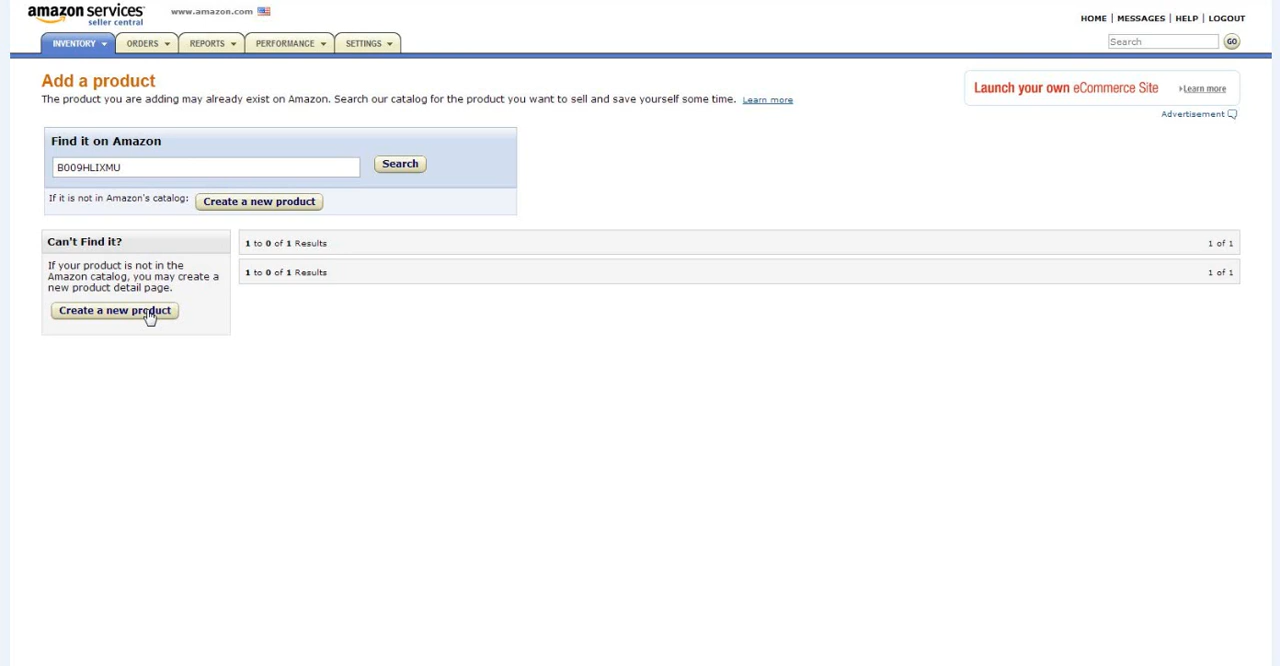 amazon services
seller central
www.amazon.com
HOME | MESSAGES | HELP | LOGOUT
INVENTORY
ORDERS
REPORTS
PERFORMANCE
SETTINGS
Search
GO
Add a product
The product you are adding may already exist on Amazon. Search our catalog for the product you want to sell and save yourself some time. Learn more
Launch your own eCommerce Site
Learn more
Advertisement
Find it on Amazon
B009HLIXMU
Search
If it is not in Amazon's catalog:
Create a new product
Can't Find it?
If your product is not in the
Amazon catalog, you may create a
new product detail page.
Create a new product
1 to 0 of 1 Results
1 of 1
1 to 0 of 1 Results
1 of 1